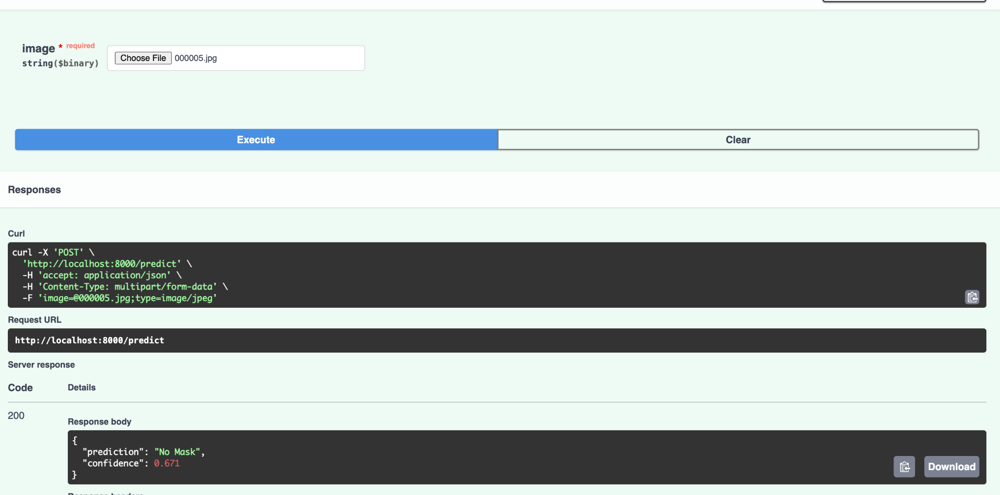 image * required
string($binary)
Choose File 000005.jpg
Execute
Clear
Responses
Curl
curl -X 'POST' \
  'http://localhost:8000/predict' \
  -H 'accept: application/json' \
  -H 'Content-Type: multipart/form-data' \
  -F 'image=@000005.jpg;type=image/jpeg'
Request URL
http://localhost:8000/predict
Server response
Code Details
200
Response body
{
  "prediction": "No Mask",
  "confidence": 0.671
}
Download